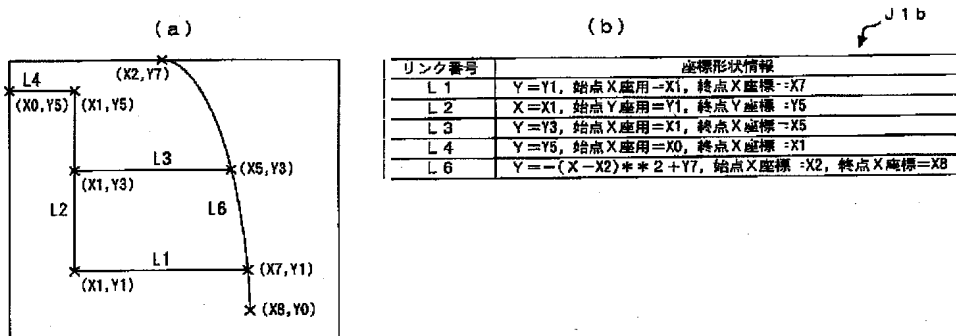 (a)
L4
(X2,Y7)
(X0,Y5)
(X1,Y5)
L3
(X5,Y3)
(X1,Y3)
L2
L6
L1
(X7,Y1)
(X1,Y1)
(X8,Y0)
(b)
J1b
リンク番号 座標形状情報
L1 Y=Y1, 始点X座用=X1, 終点X座標=X7
L2 X=X1, 始点Y座用=Y1, 終点Y座標=Y5
L3 Y=Y3, 始点X座用=X1, 終点X座標=X5
L4 Y=Y5, 始点X座用=X0, 終点X座標=X1
L6 Y=-(X-X2)**2+Y7, 始点X座標=X2, 終点X座標=X8